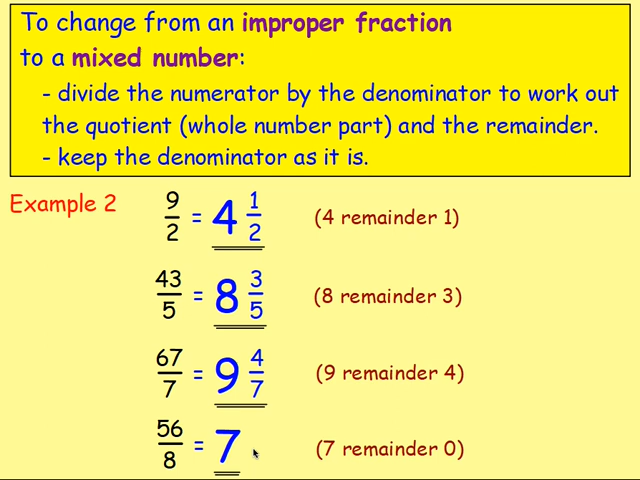 To change from an improper fraction
to a mixed number:
- divide the numerator by the denominator to work out
the quotient (whole number part) and the remainder.
- keep the denominator as it is.
Example 2
9/2 = 4 1/2 (4 remainder 1)
43/5 = 8 3/5 (8 remainder 3)
67/7 = 9 4/7 (9 remainder 4)
56/8 = 7 (7 remainder 0)